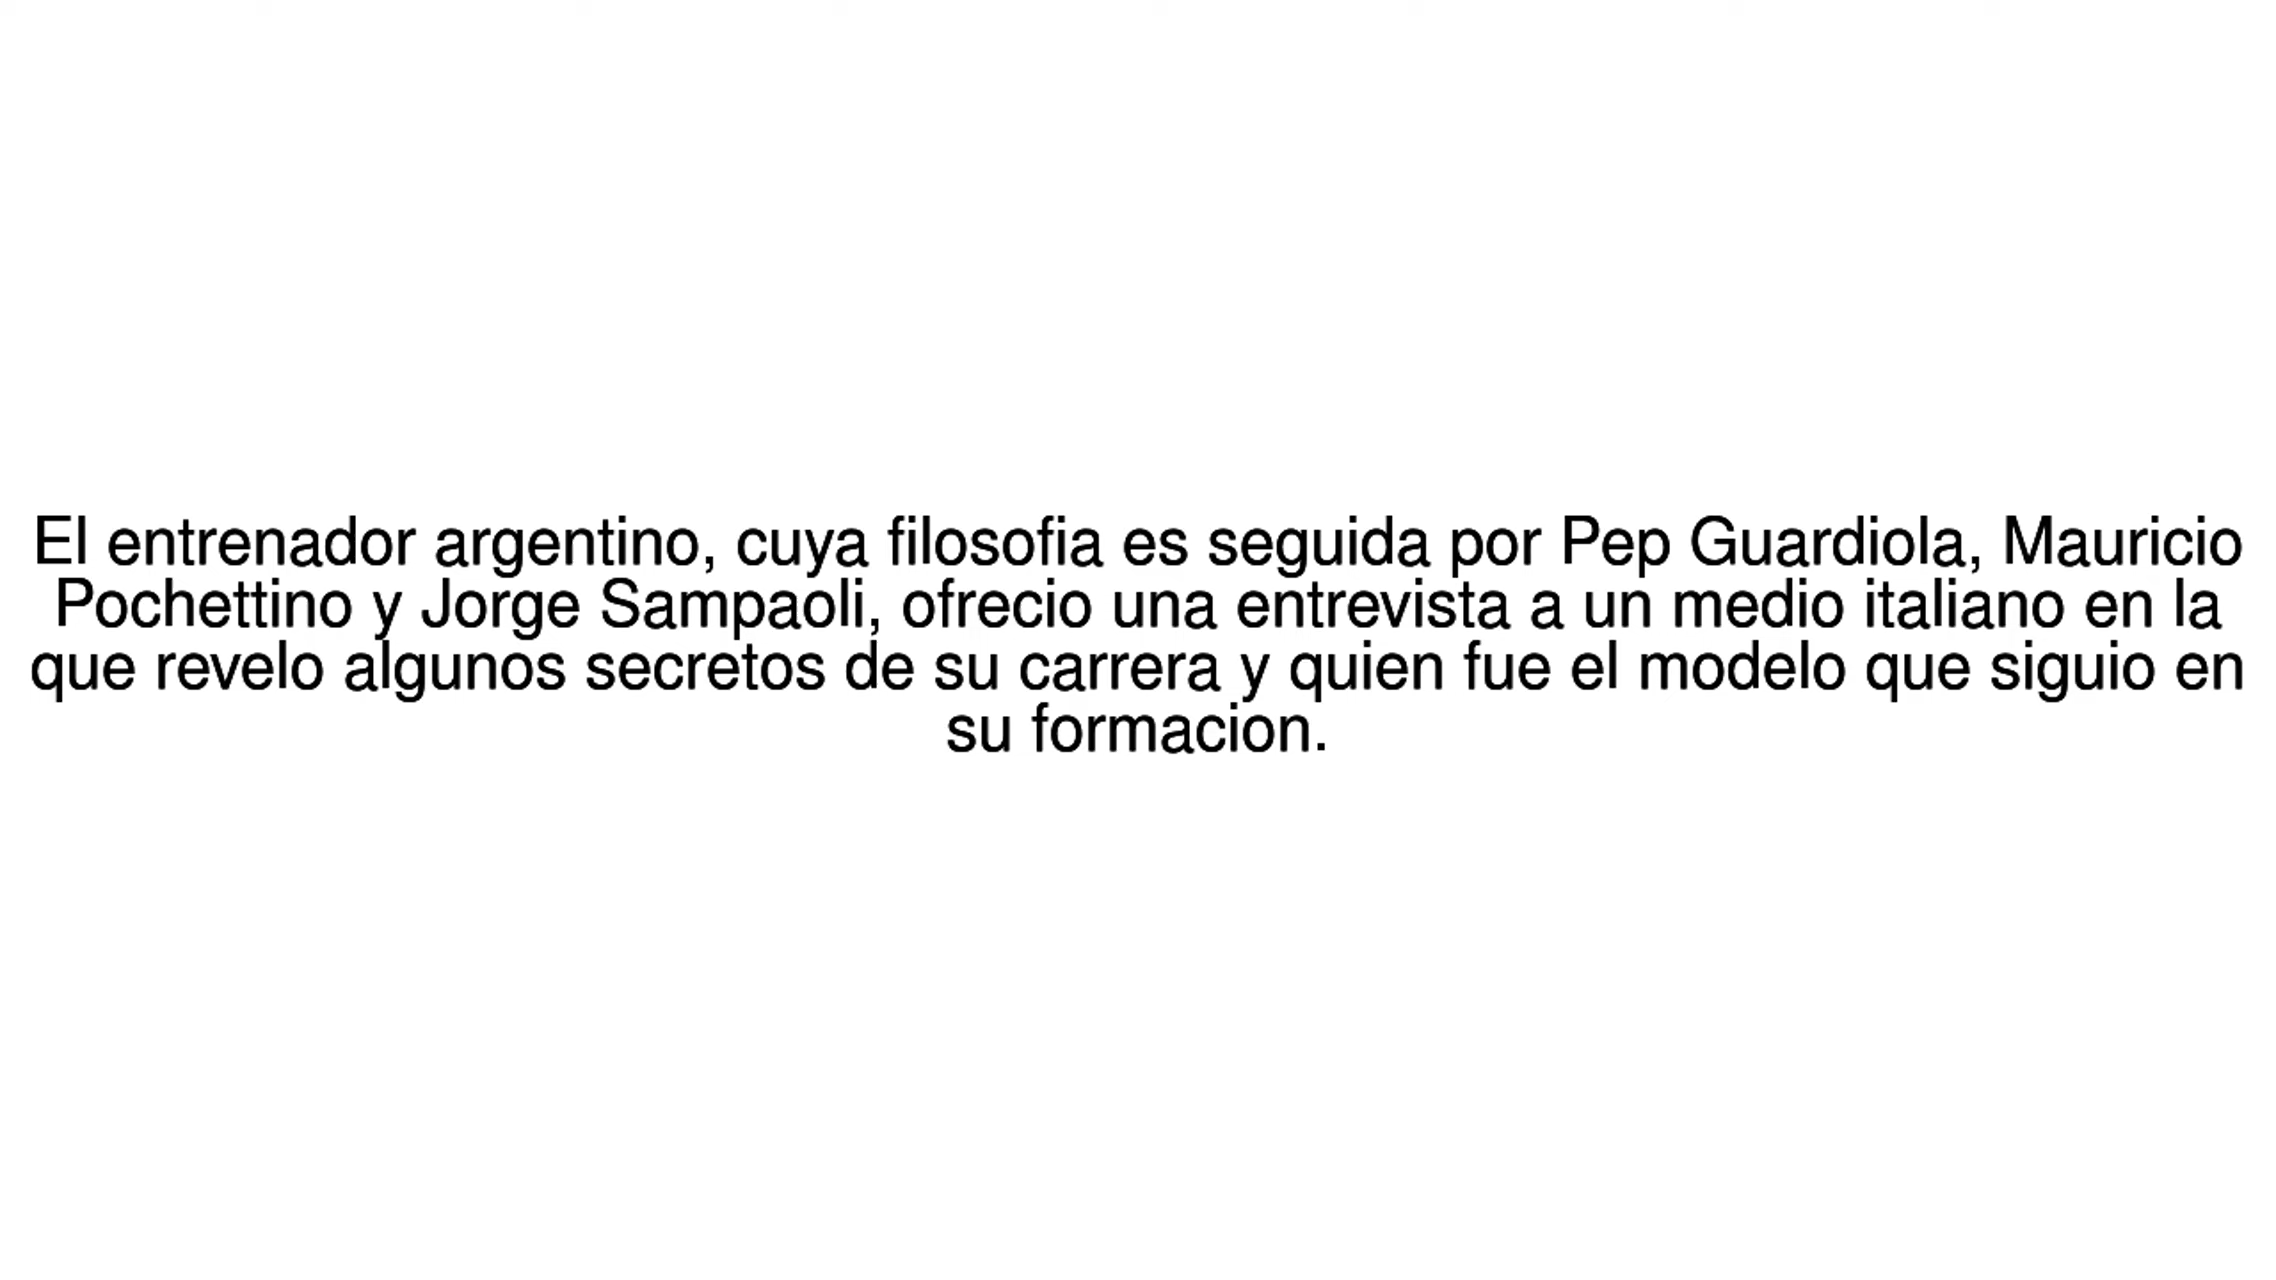 El entrenador argentino, cuya filosofia es seguida por Pep Guardiola, Mauricio
Pochettino y Jorge Sampaoli, ofrecio una entrevista a un medio italiano en la
que revelo algunos secretos de su carrera y quien fue el modelo que siguio en
su formacion.